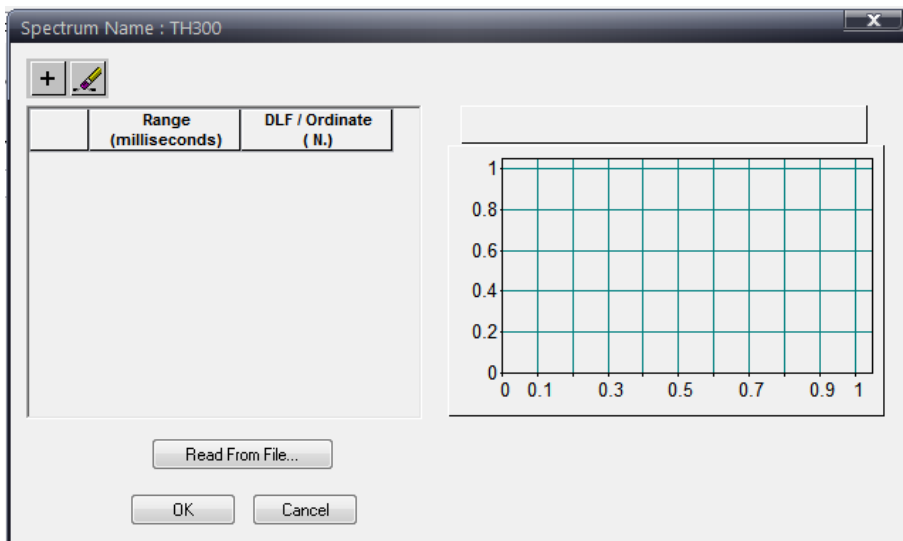 Spectrum Name : TH300
X
+
Range DLF / Ordinate
(milliseconds) ( N.)
1
0.8
0.6
0.4
0.2
0
0 0.1 0.3 0.5 0.7 0.9 1
Read From File...
OK Cancel